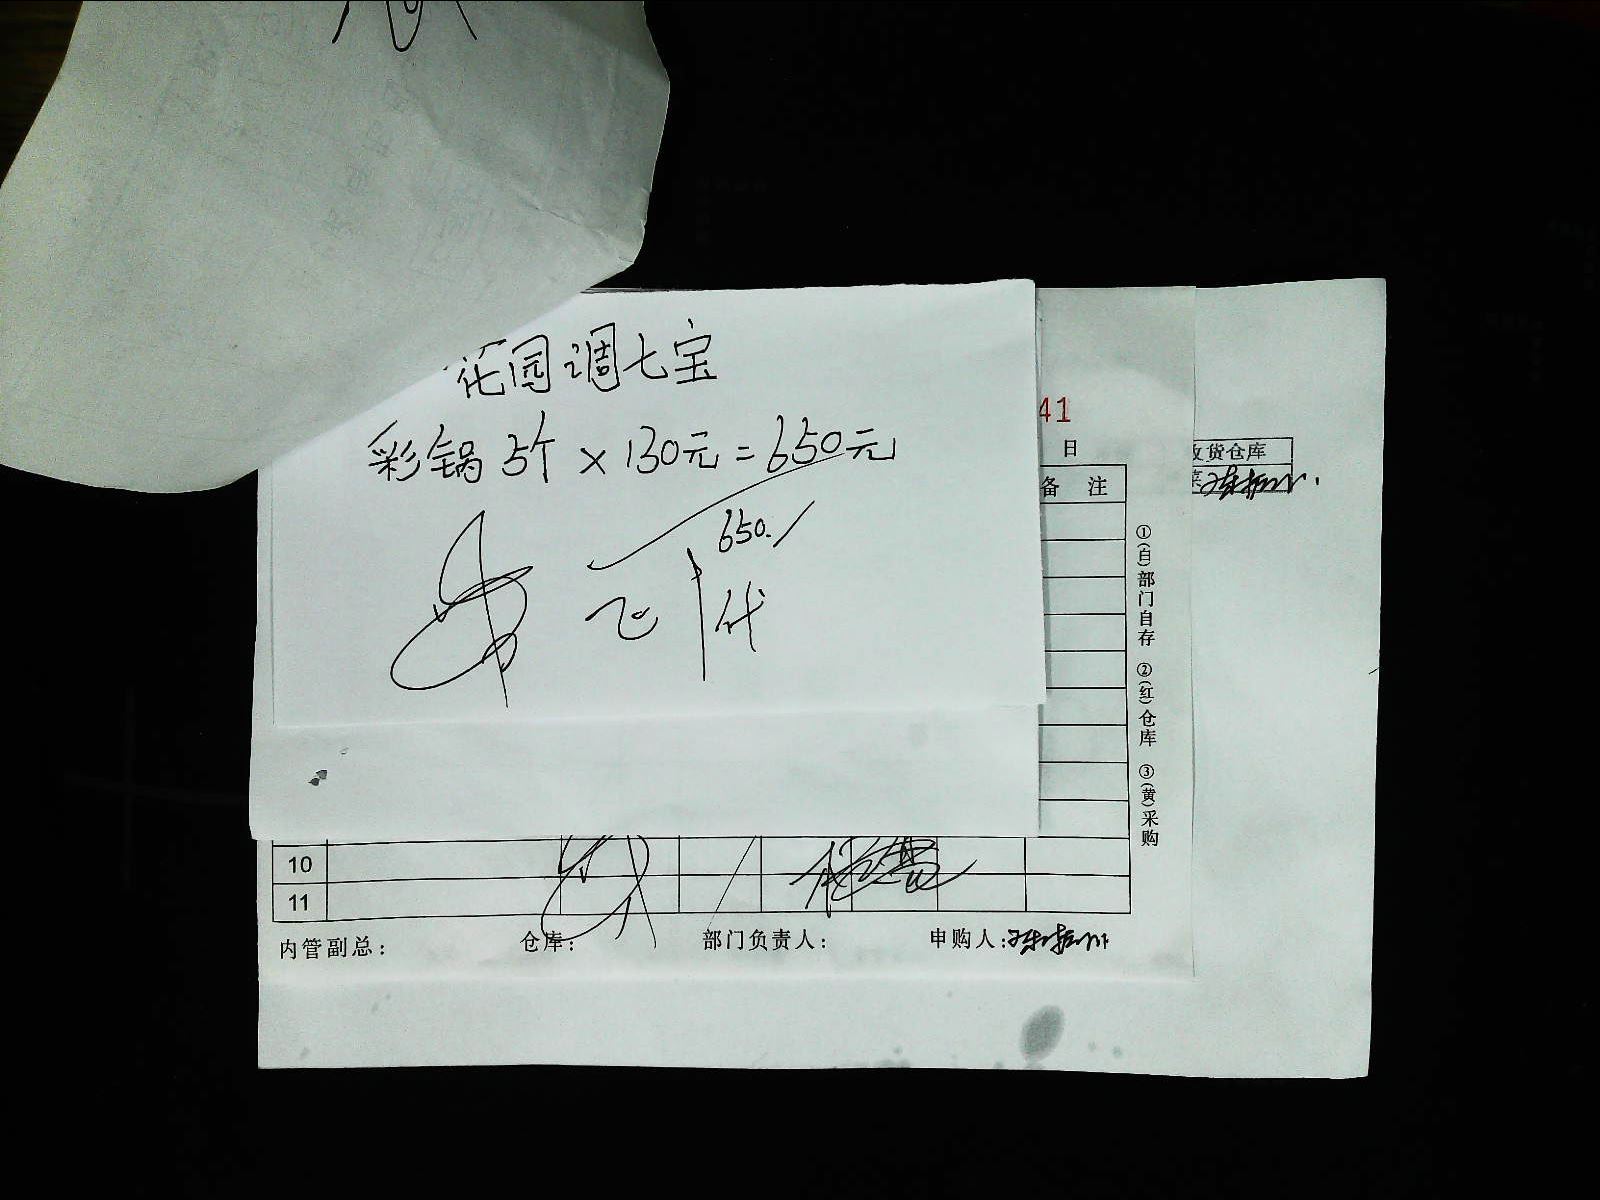 花园调七宝
彩锅 5个 × 130元 = 650元
650.
飞 代
41
日
收货仓库
备 注
①(白)部门自存 ②(红)仓库 ③(黄)采购
10
11
内管副总： 仓库： 部门负责人： 申购人：